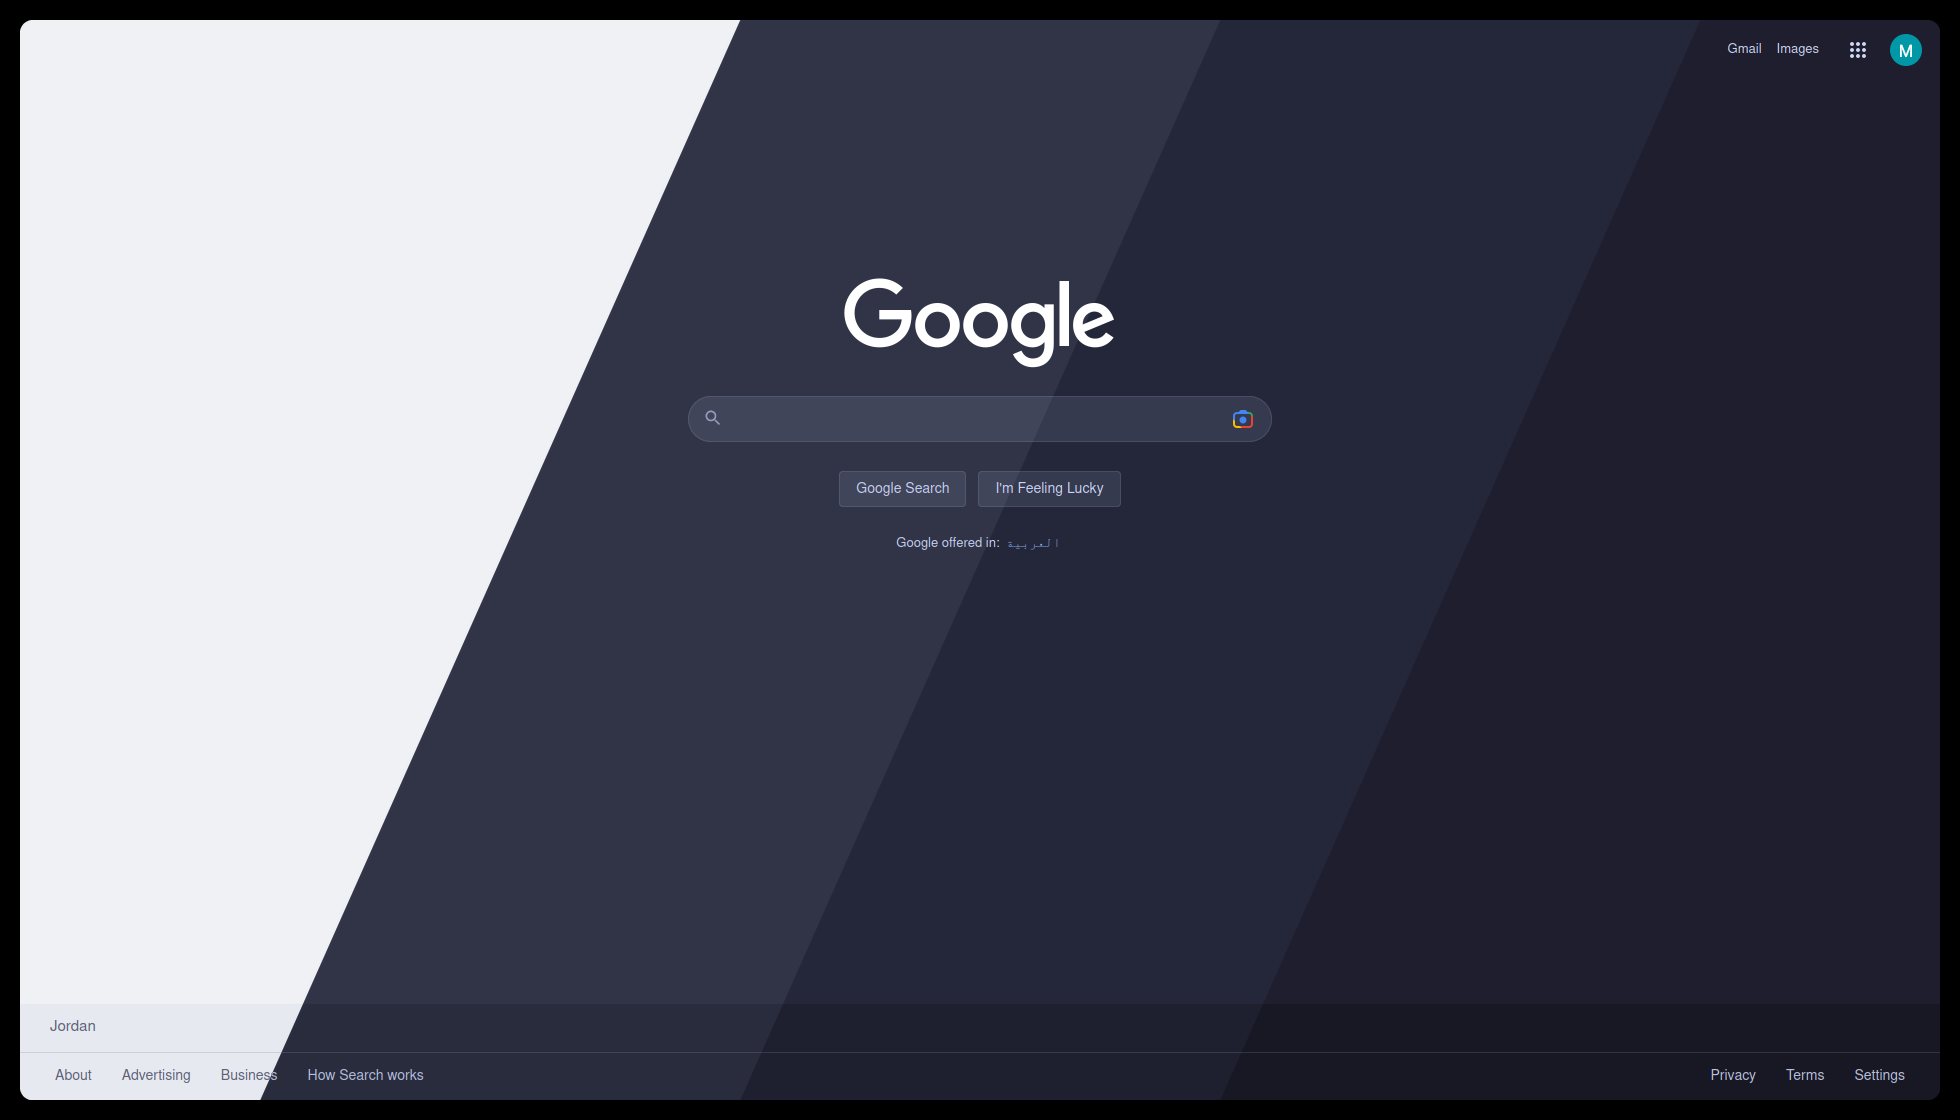 Gmail Images M
Google
Google Search I'm Feeling Lucky
Google offered in: العربية
Jordan
About Advertising Business How Search works Privacy Terms Settings